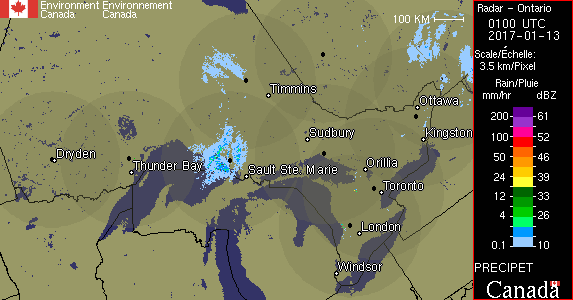 Environment Environnement
Canada Canada
Radar - Ontario
0100 UTC
2017-01-13
100 KM
Scale/Échelle:
3.5 km/Pixel
Rain/Pluie
mm/hr dBZ
200 61
100 52
50 46
24 39
12 33
4 26
0.1 10
PRECIPET
Canada
Timmins
Ottawa
Sudbury
Kingston
Dryden
Thunder Bay
Sault Ste. Marie
Orillia
Toronto
London
Windsor